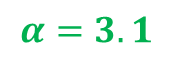 α = 3.1